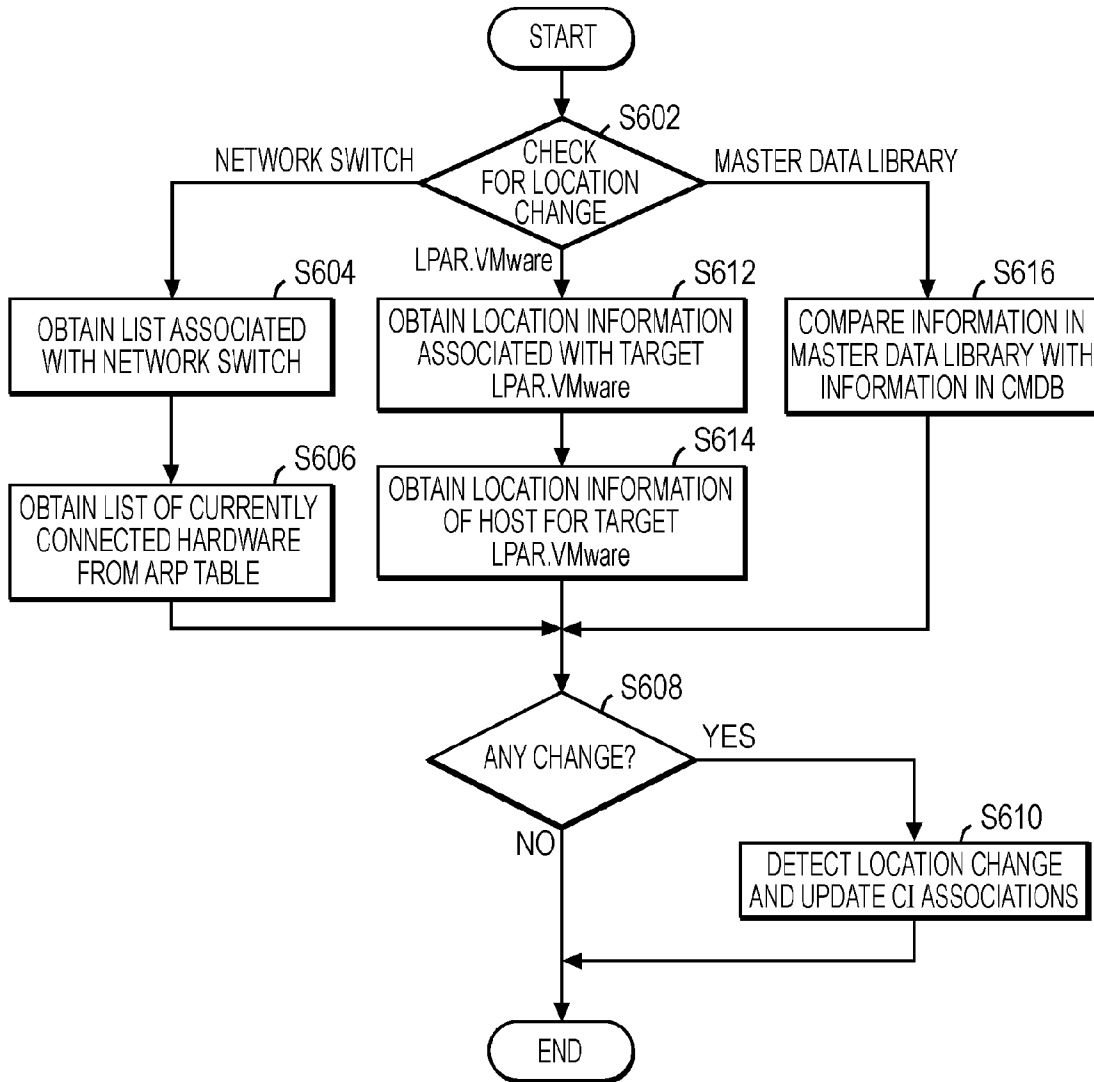 START
S602
CHECK
FOR LOCATION
CHANGE
NETWORK SWITCH
MASTER DATA LIBRARY
LPAR.VMware
S604
OBTAIN LIST ASSOCIATED
WITH NETWORK SWITCH
S612
OBTAIN LOCATION INFORMATION
ASSOCIATED WITH TARGET
LPAR.VMware
S616
COMPARE INFORMATION IN
MASTER DATA LIBRARY WITH
INFORMATION IN CMDB
S606
OBTAIN LIST OF CURRENTLY
CONNECTED HARDWARE
FROM ARP TABLE
S614
OBTAIN LOCATION INFORMATION
OF HOST FOR TARGET
LPAR.VMware
S608
ANY CHANGE?
YES
NO
S610
DETECT LOCATION CHANGE
AND UPDATE CI ASSOCIATIONS
END